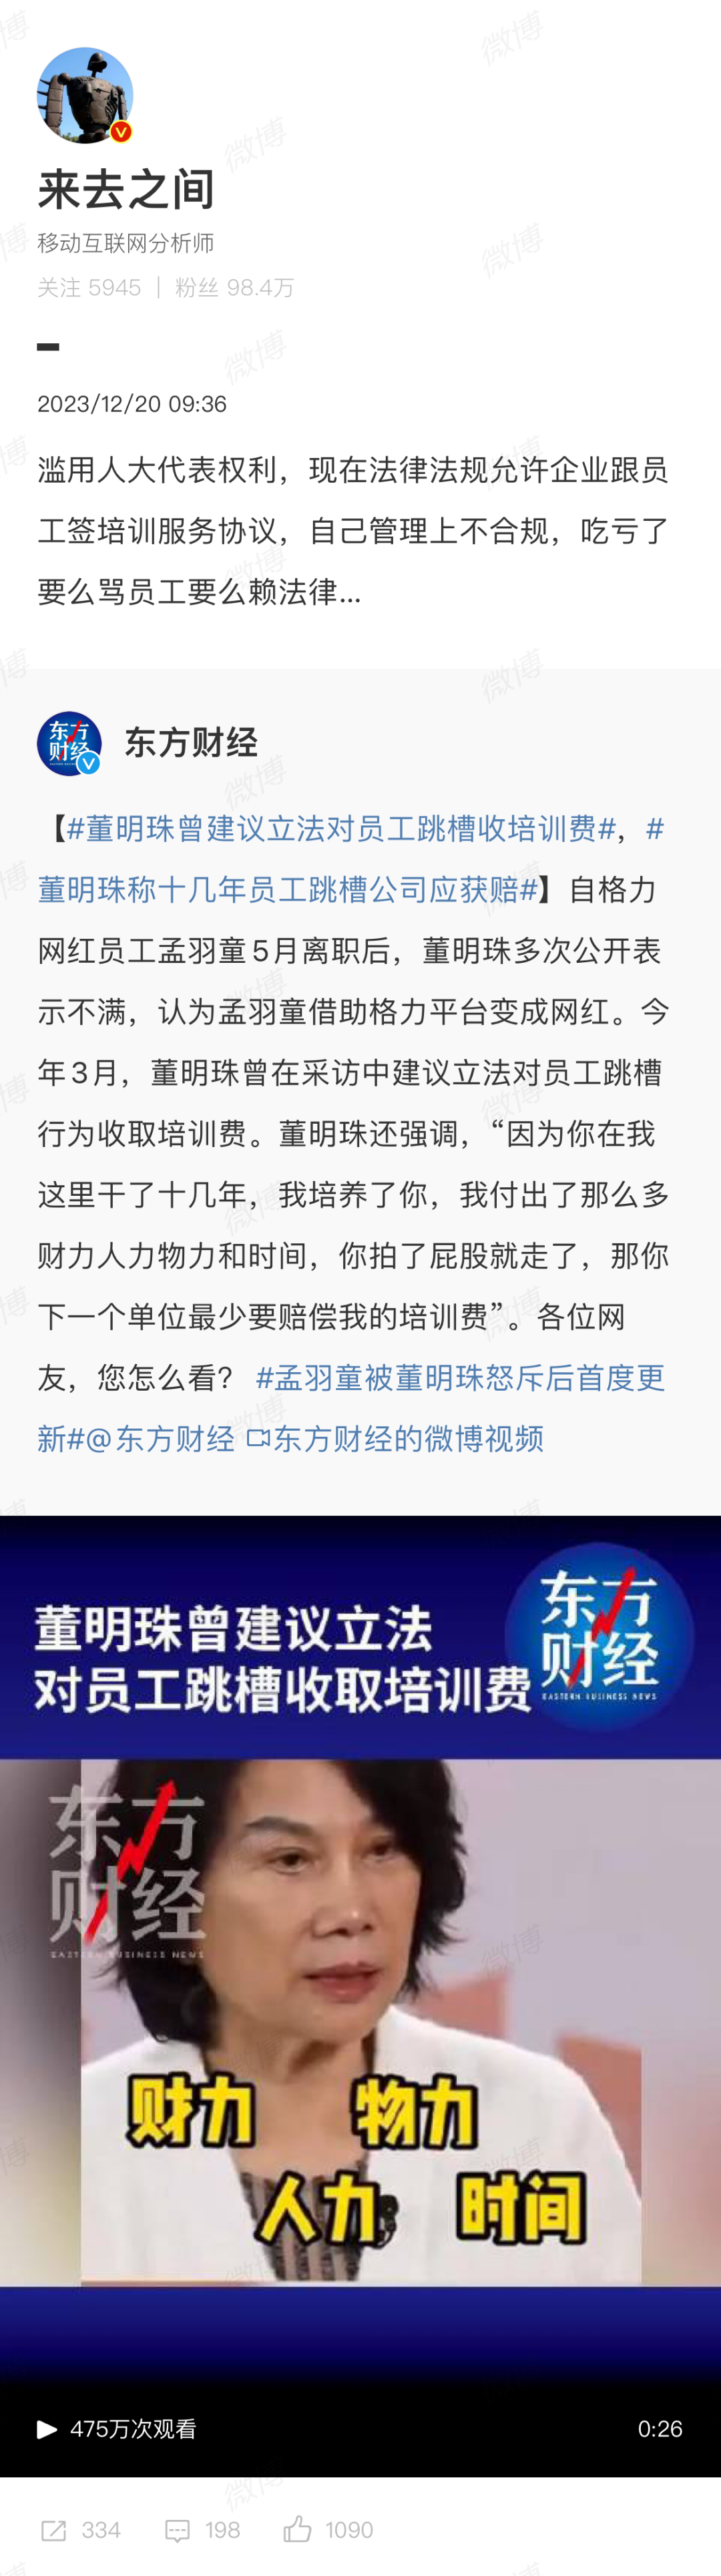 来去之间
移动互联网分析师
关注 5945 | 粉丝 98.4万
2023/12/20 09:36
滥用人大代表权利，现在法律法规允许企业跟员
工签培训服务协议，自己管理上不合规，吃亏了
要么骂员工要么赖法律...
东方
财经
东方财经
【#董明珠曾建议立法对员工跳槽收培训费#，#
董明珠称十几年员工跳槽公司应获赔#】自格力
网红员工孟羽童5月离职后，董明珠多次公开表
示不满，认为孟羽童借助格力平台变成网红。今
年3月，董明珠曾在采访中建议立法对员工跳槽
行为收取培训费。董明珠还强调，“因为你在我
这里干了十几年，我培养了你，我付出了那么多
财力人力物力和时间，你拍了屁股就走了，那你
下一个单位最少要赔偿我的培训费”。各位网
友，您怎么看？ #孟羽童被董明珠怒斥后首度更
新#@东方财经 东方财经的微博视频
董明珠曾建议立法
对员工跳槽收取培训费
东方
财经
EASTERN BUSINESS NEWS
东方
财经
EASTERN BUSINESS NEWS
财力 物力
人力 时间
475万次观看 0:26
334 198 1090
微博